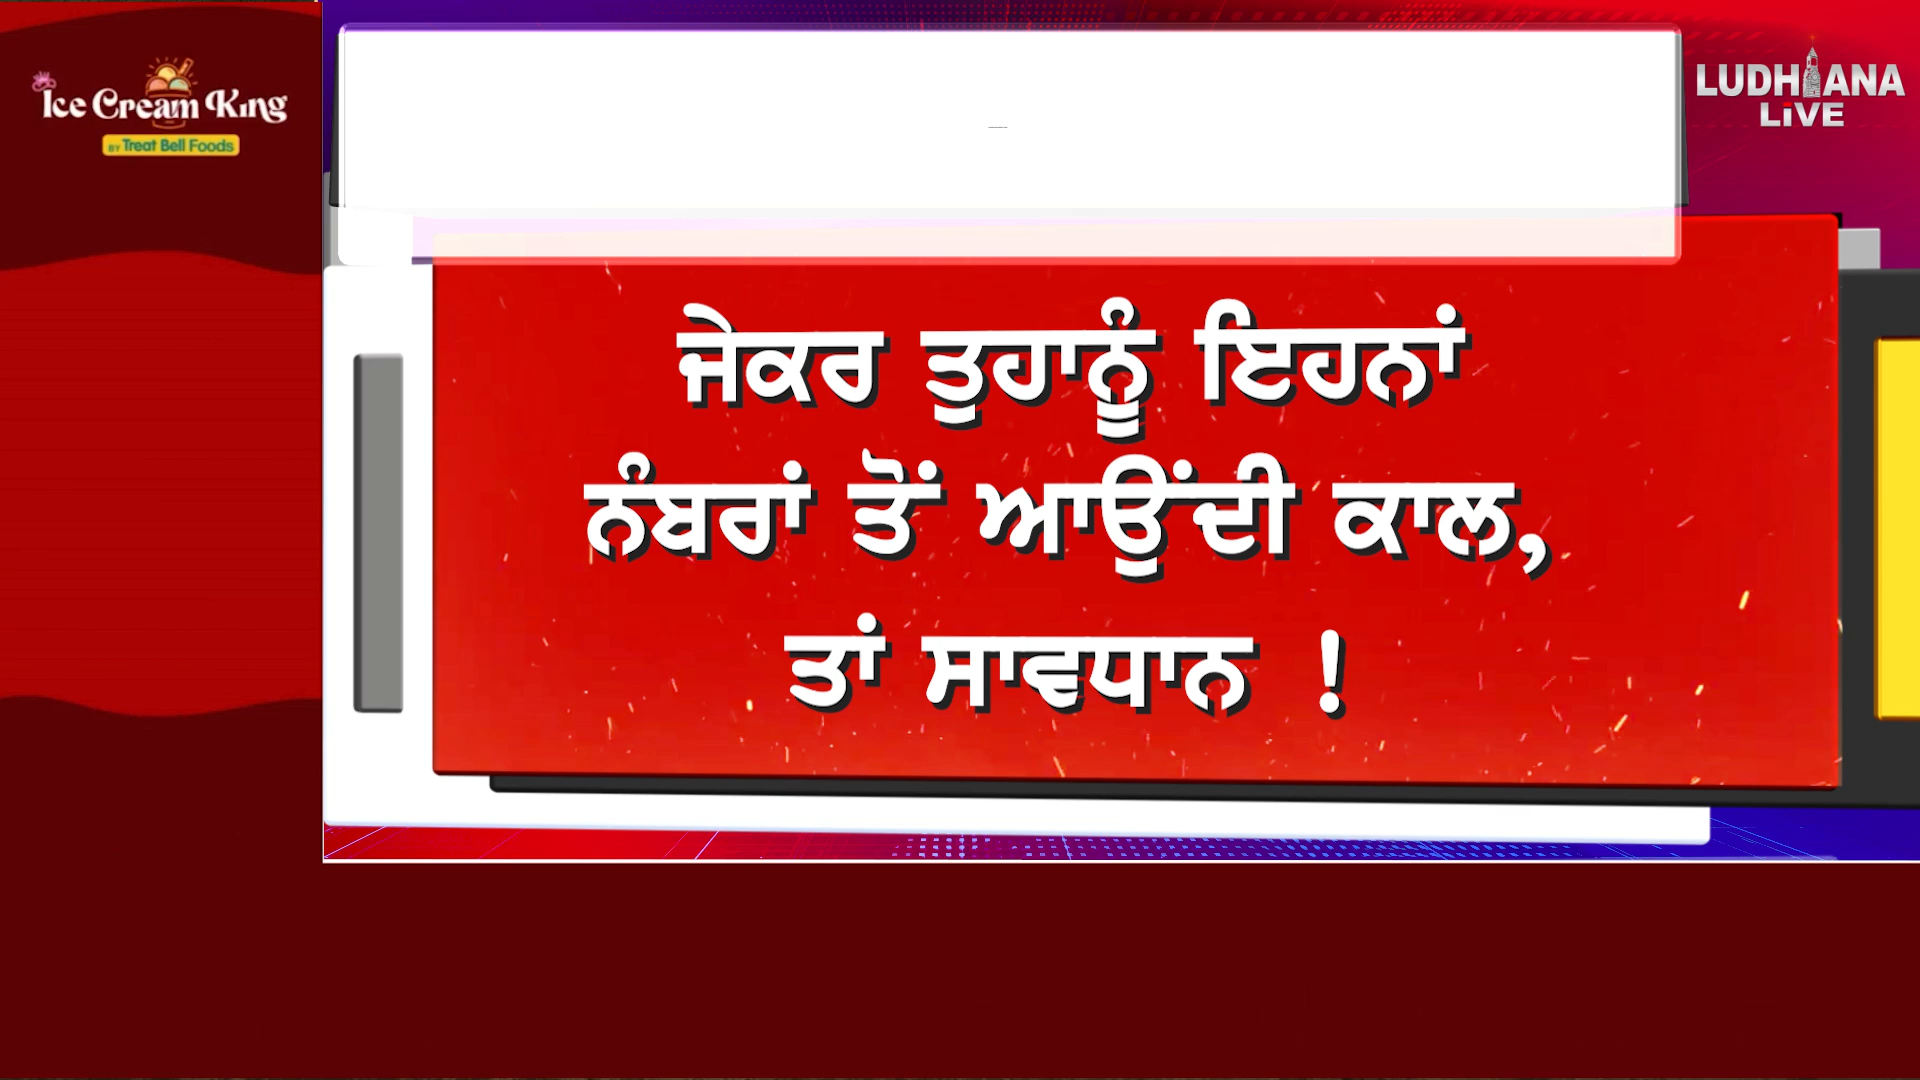 Ice Cream King
BY Treat Bell Foods
LUDHIANA
LiVE
ਜੇਕਰ ਤੁਹਾਨੂੰ ਇਹਨਾਂ
ਨੰਬਰਾਂ ਤੋਂ ਆਉਂਦੀ ਕਾਲ,
ਤਾਂ ਸਾਵਧਾਨ !